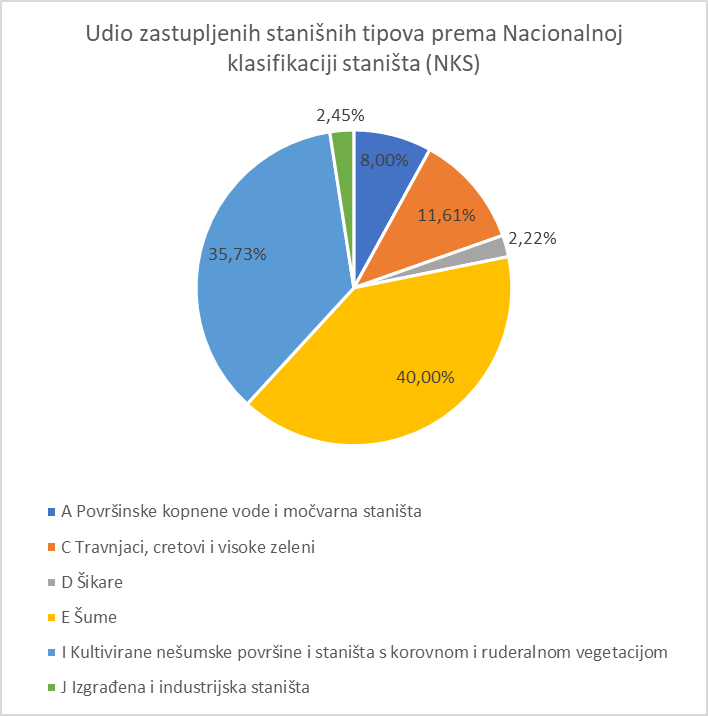 Udio zastupljenih stanišnih tipova prema Nacionalnoj
klasifikaciji staništa (NKS)
2,45%
8,00%
11,61%
2,22%
35,73%
40,00%
A Površinske kopnene vode i močvarna staništa
C Travnjaci, cretovi i visoke zeleni
D Šikare
E Šume
I Kultivirane nešumske površine i staništa s korovnom i ruderalnom vegetacijom
J Izgrađena i industrijska staništa